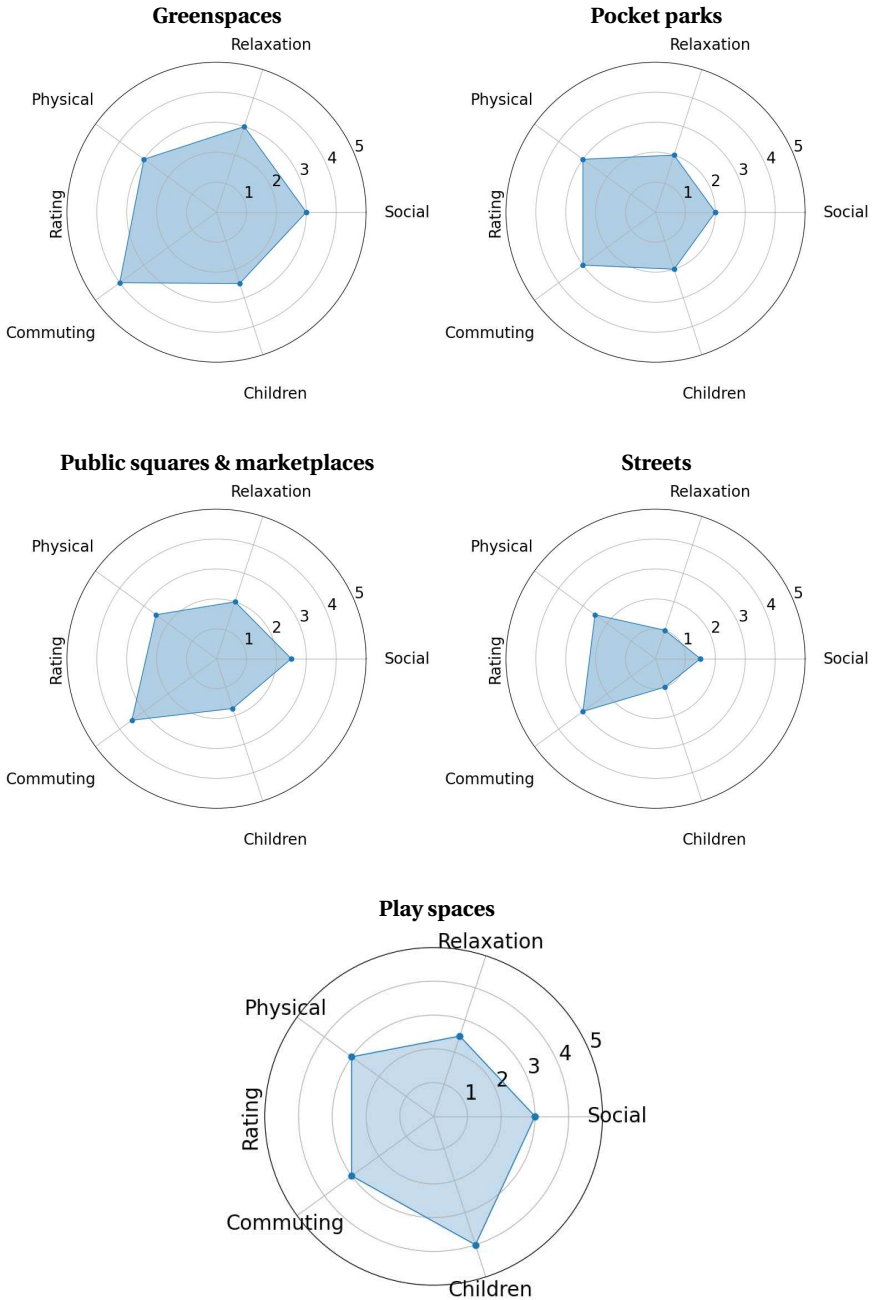 Greenspaces
Relaxation
Physical
5
4
3
2
1
Rating
Social
Commuting
Children
Pocket parks
Relaxation
Physical
5
4
3
2
1
Rating
Social
Commuting
Children
Public squares & marketplaces
Relaxation
Physical
5
4
3
2
1
Rating
Social
Commuting
Children
Streets
Relaxation
Physical
5
4
3
2
1
Rating
Social
Commuting
Children
Play spaces
Relaxation
Physical
5
4
3
2
1
Rating
Social
Commuting
Children